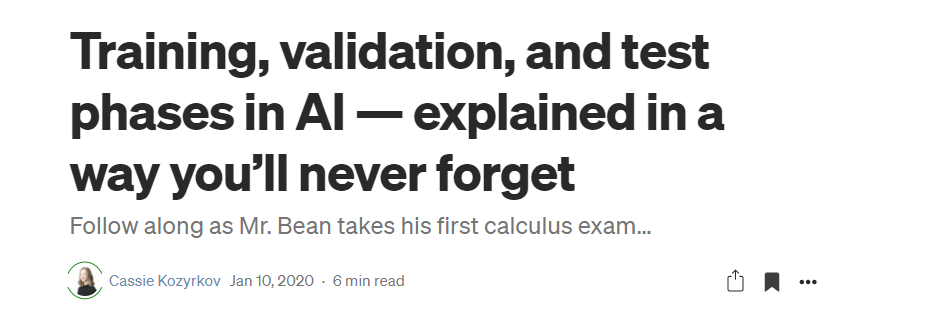 Training, validation, and test
phases in AI — explained in a
way you’ll never forget
Follow along as Mr. Bean takes his first calculus exam...
Cassie Kozyrkov Jan 10, 2020 · 6 min read